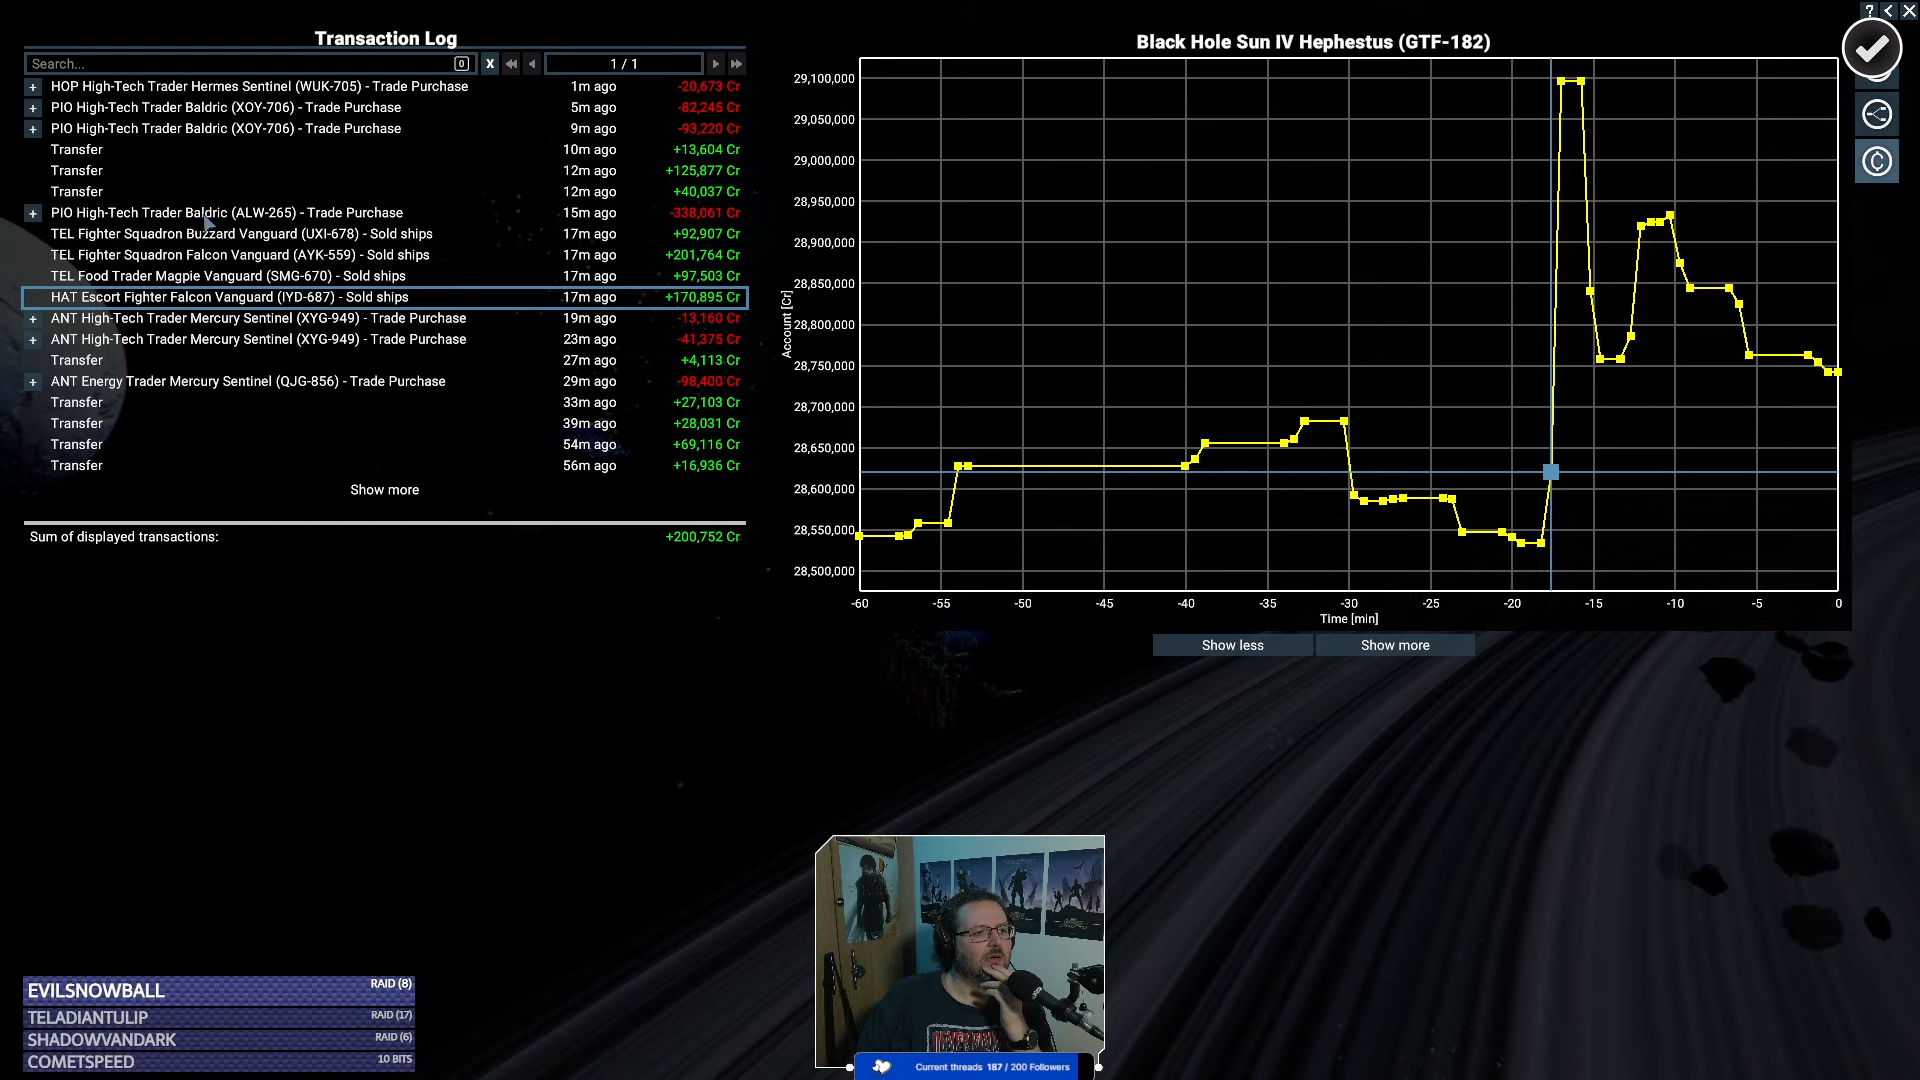 Transaction Log
Search...
0
X
1 / 1
+ HOP High-Tech Trader Hermes Sentinel (WUK-705) - Trade Purchase 1m ago -20,673 Cr
+ PIO High-Tech Trader Baldric (XOY-706) - Trade Purchase 5m ago -82,245 Cr
+ PIO High-Tech Trader Baldric (XOY-706) - Trade Purchase 9m ago -93,220 Cr
Transfer 10m ago +13,604 Cr
Transfer 12m ago +125,877 Cr
Transfer 12m ago +40,037 Cr
+ PIO High-Tech Trader Baldric (ALW-265) - Trade Purchase 15m ago -338,061 Cr
TEL Fighter Squadron Buzzard Vanguard (UXI-678) - Sold ships 17m ago +92,907 Cr
TEL Fighter Squadron Falcon Vanguard (AYK-559) - Sold ships 17m ago +201,764 Cr
TEL Food Trader Magpie Vanguard (SMG-670) - Sold ships 17m ago +97,503 Cr
HAT Escort Fighter Falcon Vanguard (IYD-687) - Sold ships 17m ago +170,895 Cr
+ ANT High-Tech Trader Mercury Sentinel (XYG-949) - Trade Purchase 19m ago -13,160 Cr
+ ANT High-Tech Trader Mercury Sentinel (XYG-949) - Trade Purchase 23m ago -41,375 Cr
Transfer 27m ago +4,113 Cr
+ ANT Energy Trader Mercury Sentinel (QJG-856) - Trade Purchase 29m ago -98,400 Cr
Transfer 33m ago +27,103 Cr
Transfer 39m ago +28,031 Cr
Transfer 54m ago +69,116 Cr
Transfer 56m ago +16,936 Cr
Show more
Sum of displayed transactions: +200,752 Cr
? < X
Black Hole Sun IV Hephestus (GTF-182)
Account [Cr]
29,100,000
29,050,000
29,000,000
28,950,000
28,900,000
28,850,000
28,800,000
28,750,000
28,700,000
28,650,000
28,600,000
28,550,000
28,500,000
-60 -55 -50 -45 -40 -35 -30 -25 -20 -15 -10 -5 0
Time [min]
Show less
Show more
EVILSNOWBALL RAID (8)
TELADIANTULIP RAID (17)
SHADOWVANDARK RAID (6)
COMETSPEED 10 BITS
Current threads 187 / 200 Followers